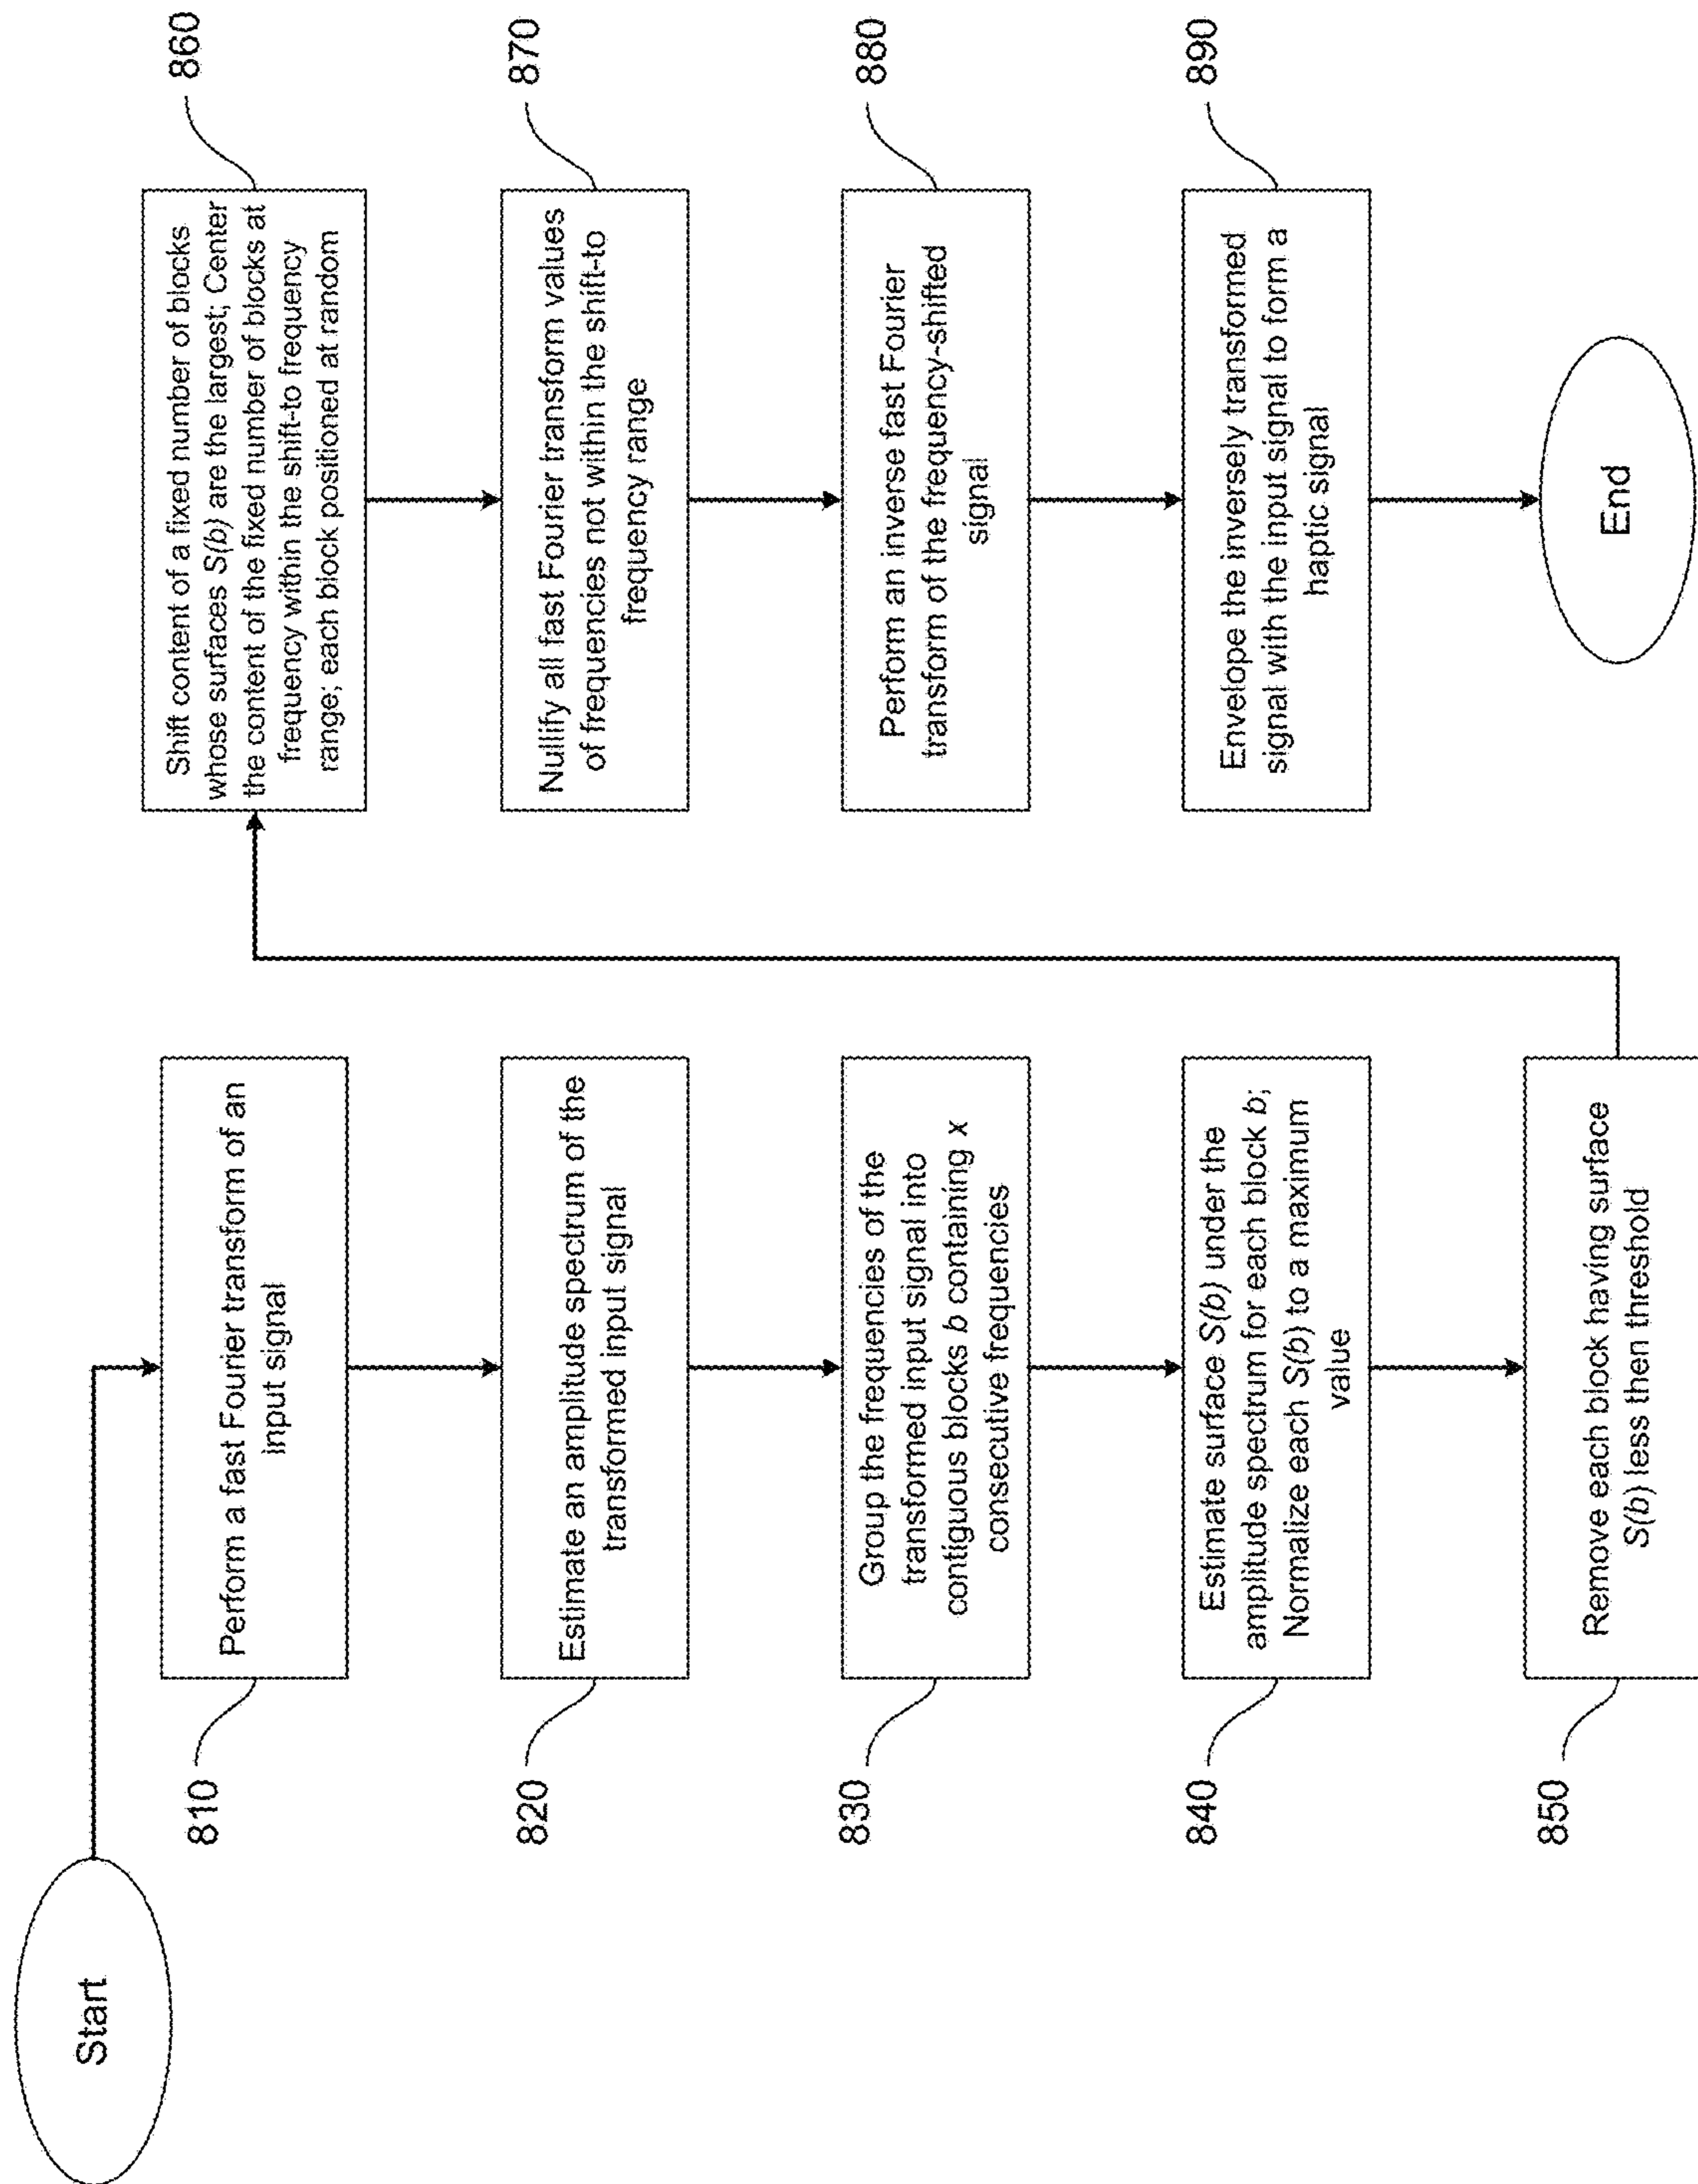 Start
810
Perform a fast Fourier transform of an
input signal
820
Estimate an amplitude spectrum of the
transformed input signal
830
Group the frequencies of the
transformed input signal into
contiguous blocks b containing x
consecutive frequencies
840
Estimate surface S(b) under the
amplitude spectrum for each block b;
Normalize each S(b) to a maximum
value
850
Remove each block having surface
S(b) less then threshold
860
Shift content of a fixed number of blocks
whose surfaces S(b) are the largest; Center
the content of the fixed number of blocks at
frequency within the shift-to frequency
range; each block positioned at random
870
Nullify all fast Fourier transform values
of frequencies not within the shift-to
frequency range
880
Perform an inverse fast Fourier
transform of the frequency-shifted
signal
890
Envelope the inversely transformed
signal with the input signal to form a
haptic signal
End